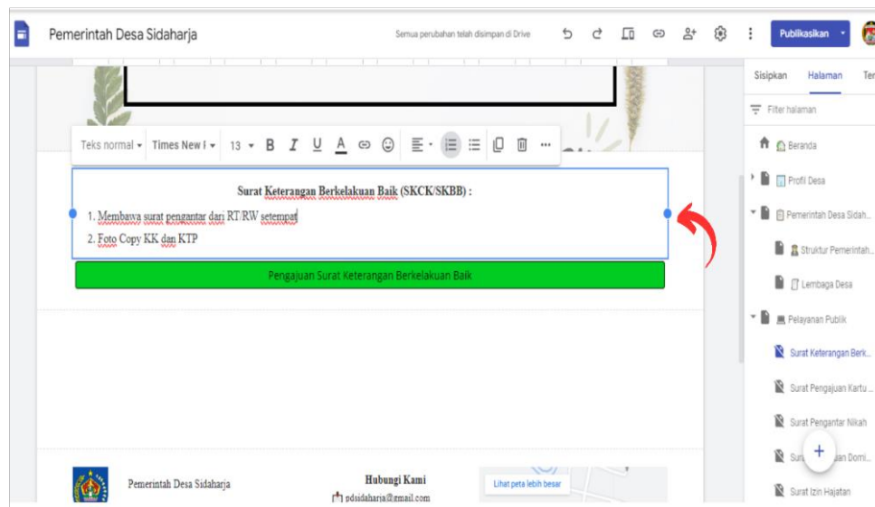 Pemerintah Desa Sidaharja
Semua perubahan telah disimpan di Drive
Publikasikan
Sisipkan Halaman
Filter halaman
Teks normal Times New 13 B I U A
Beranda
Profil Desa
Pemerintah Desa Sidah...
Struktur Pemerintah...
Lembaga Desa
Pelayanan Publik
Surat Keterangan Berk...
Surat Pengajuan Kartu ...
Surat Pengantar Nikah
Surat Izin Hajatan
Surat Keterangan Berkelakuan Baik (SKCK/SKBB) :
1. Membawa surat pengantar dari RT/RW setempat
2. Foto Copy KK dan KTP
Pengajuan Surat Keterangan Berkelakuan Baik
Pemerintah Desa Sidaharja
Hubungi Kami
pdsidaharja@gmail.com
Lihat peta lebih besar